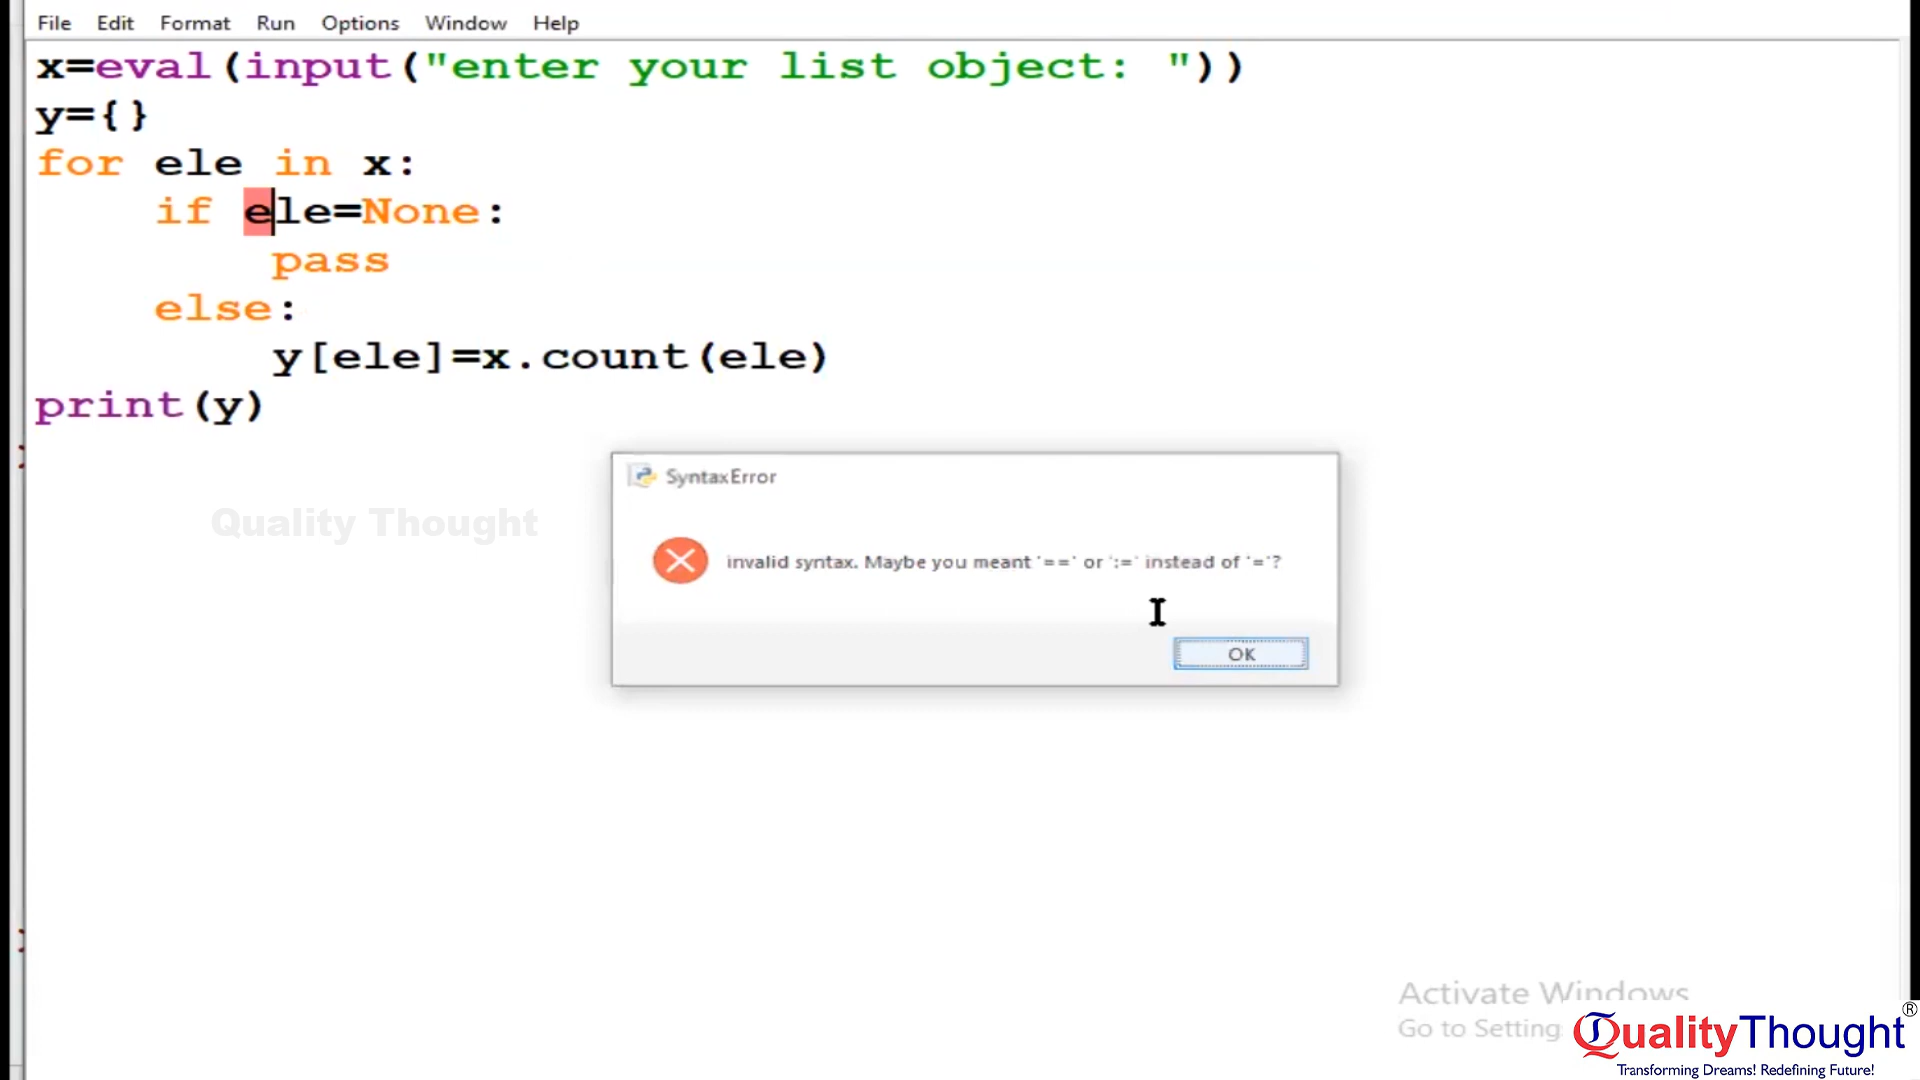 File Edit Format Run Options Window Help
x=eval(input("enter your list object: "))
y={}
for ele in x:
    if ele=None:
        pass
    else:
        y[ele]=x.count(ele)
print(y)
SyntaxError
invalid syntax. Maybe you meant '==' or ':=' instead of '='?
OK
Quality Thought
Activate Windows
Go to Setting
QualityThought®
Transforming Dreams! Redefining Future!